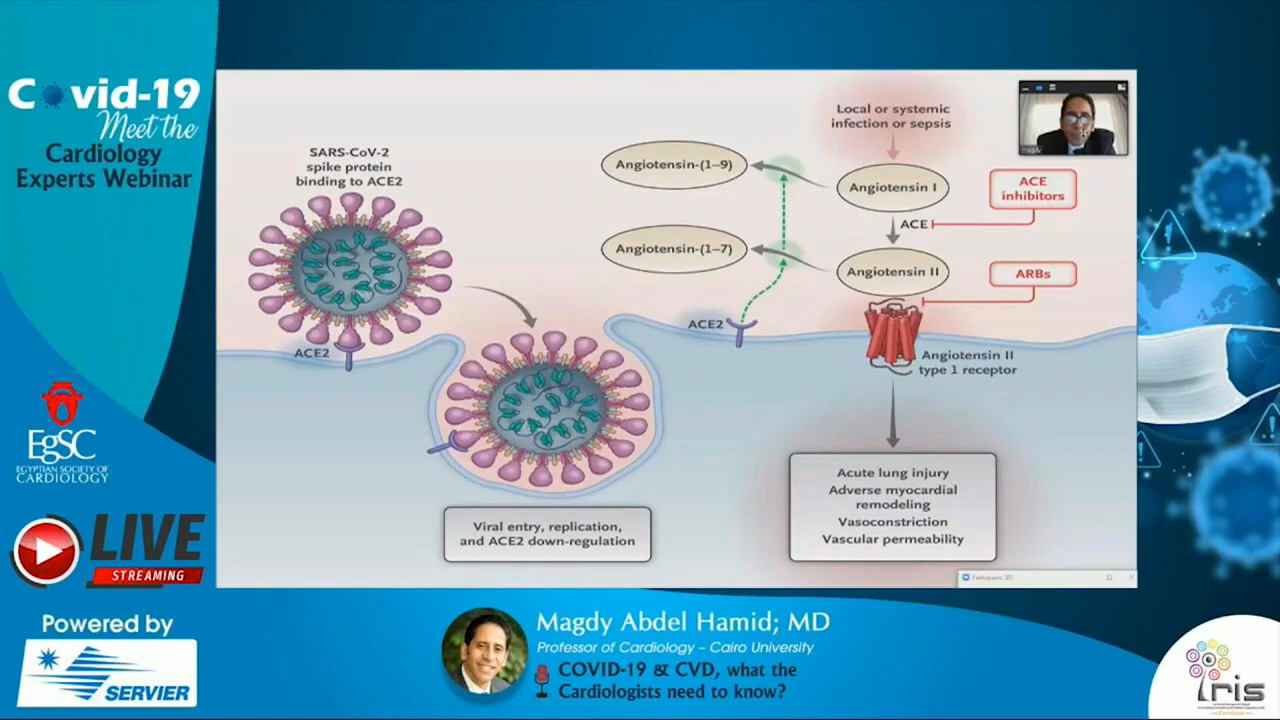 Covid-19
Meet the
Cardiology
Experts Webinar
SARS-CoV-2
spike protein
binding to ACE2
ACE2
Viral entry, replication,
and ACE2 down-regulation
Angiotensin-(1–9)
Angiotensin-(1–7)
ACE2
Local or systemic
infection or sepsis
Angiotensin I
ACE
ACE
inhibitors
Angiotensin II
ARBs
Angiotensin II
type 1 receptor
Acute lung injury
Adverse myocardial
remodeling
Vasoconstriction
Vascular permeability
EgSC
EGYPTIAN SOCIETY OF
CARDIOLOGY
LIVE
STREAMING
Powered by
SERVIER
Magdy Abdel Hamid; MD
Professor of Cardiology – Cairo University
COVID-19 & CVD, what the
Cardiologists need to know?
Iris